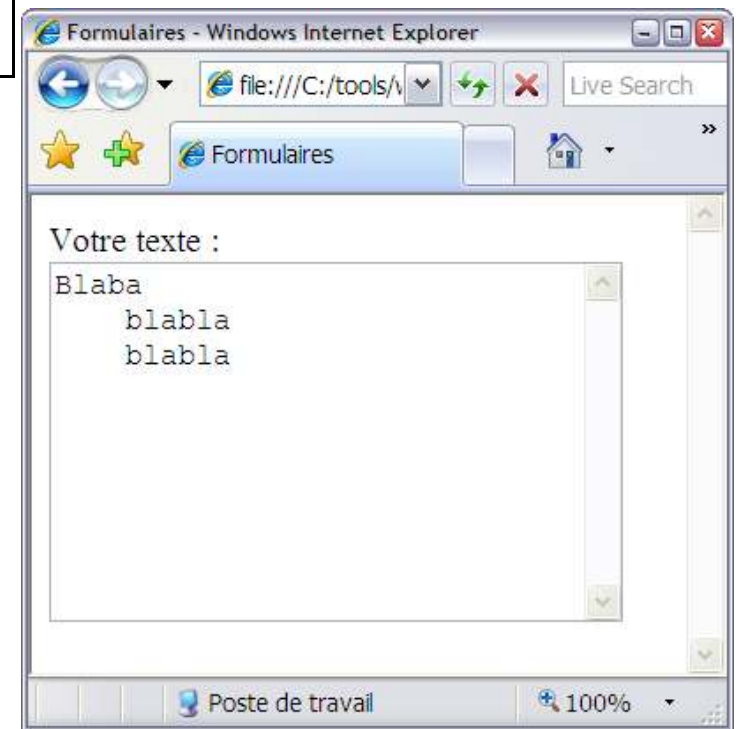 Formulaires - Windows Internet Explorer
file:///C:/tools/v
Live Search
Formulaires
»
Votre texte :
Blaba
blabla
blabla
Poste de travail
100%